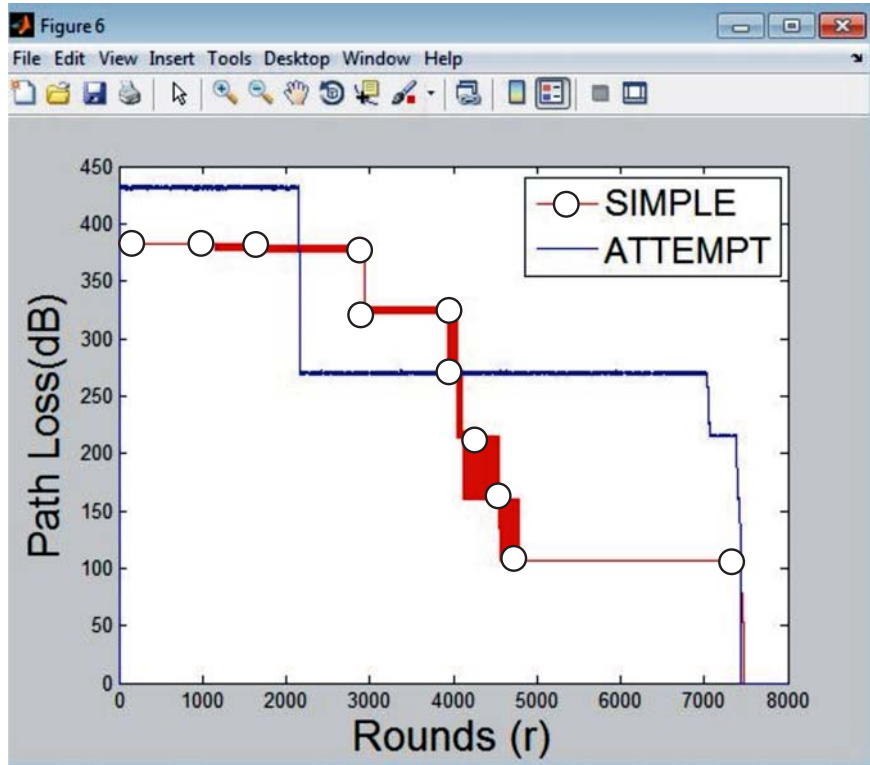 Figure 6
File Edit View Insert Tools Desktop Window Help
450
400
350
300
250
200
150
100
50
0
Path Loss(dB)
SIMPLE
ATTEMPT
0 1000 2000 3000 4000 5000 6000 7000 8000
Rounds (r)